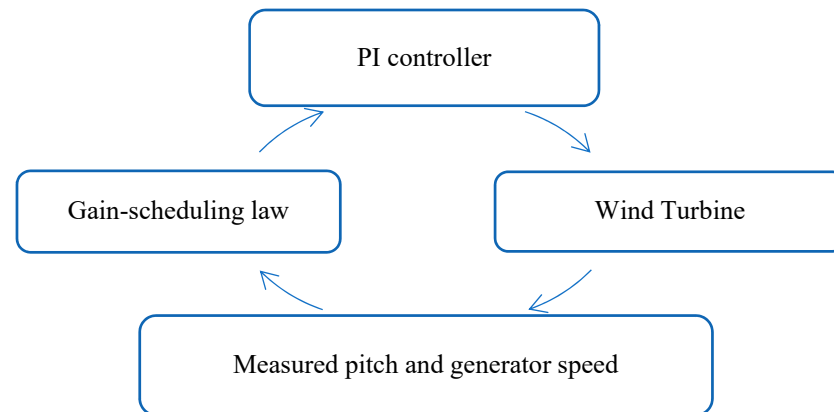 PI controller
Gain-scheduling law
Wind Turbine
Measured pitch and generator speed